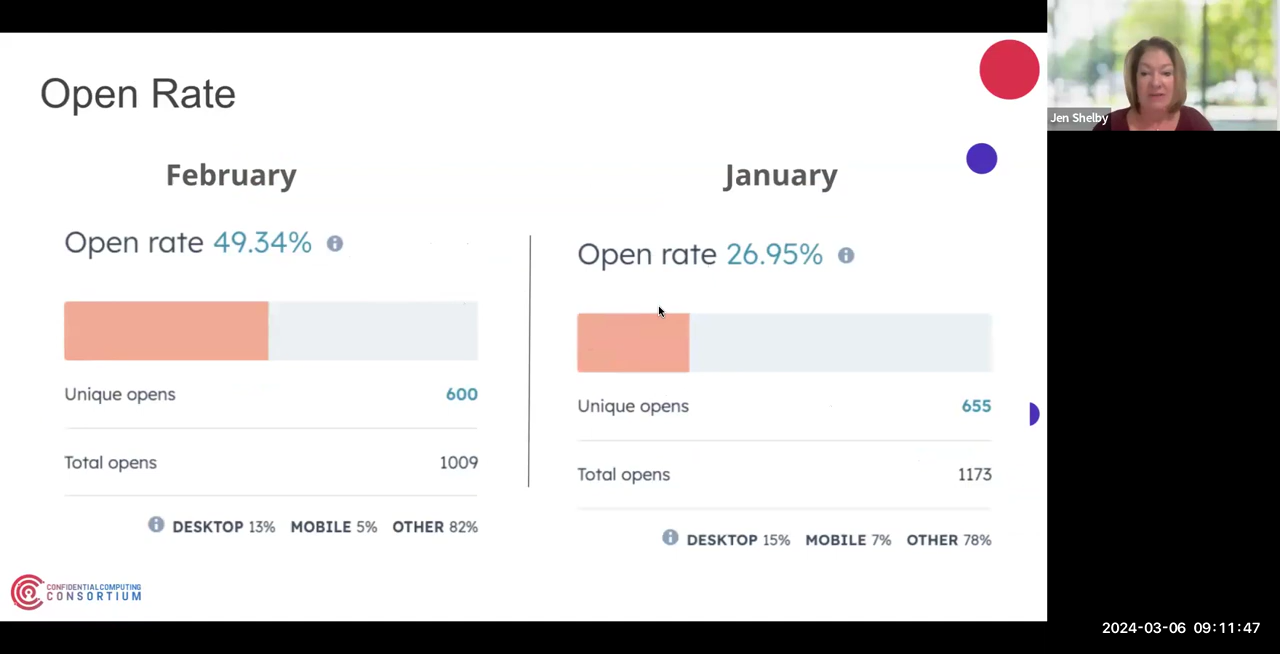 Open Rate
February
Open rate 49.34%
Unique opens 600
Total opens 1009
DESKTOP 13% MOBILE 5% OTHER 82%
January
Open rate 26.95%
Unique opens 655
Total opens 1173
DESKTOP 15% MOBILE 7% OTHER 78%
CONFIDENTIAL COMPUTING
CONSORTIUM
Jen Shelby
2024-03-06 09:11:47